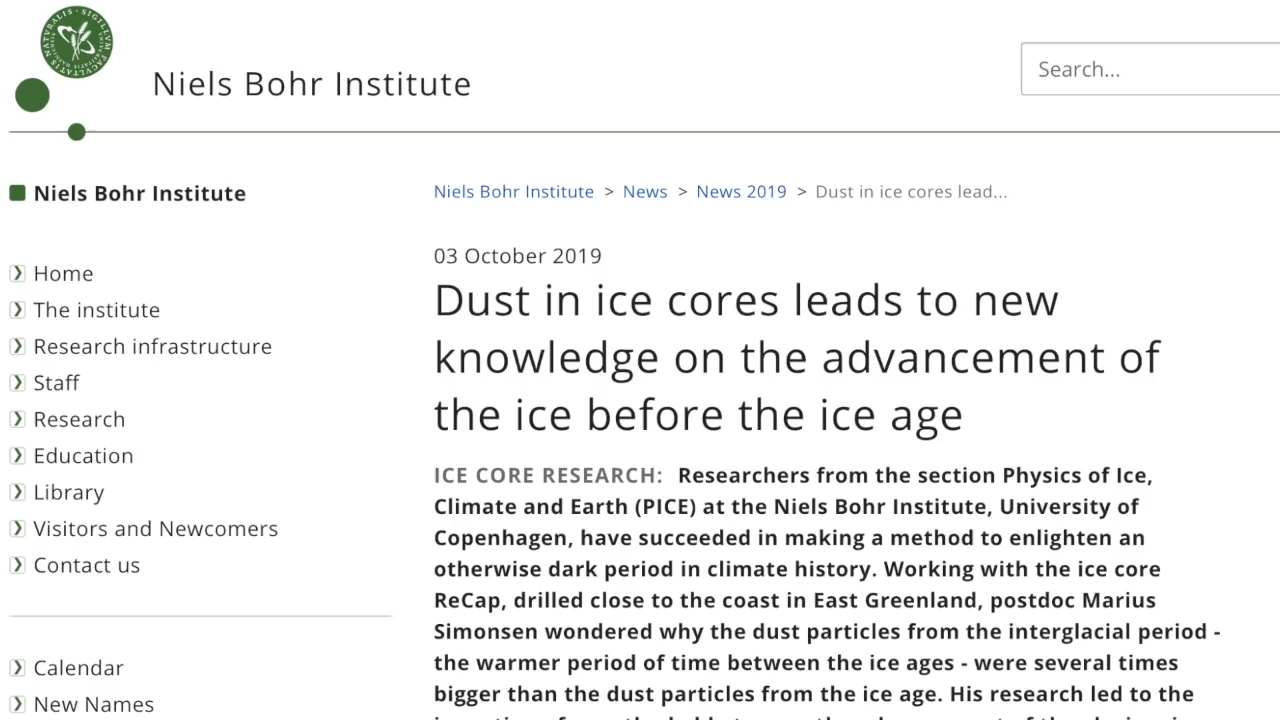 Niels Bohr Institute
Search...
Niels Bohr Institute
Home
The institute
Research infrastructure
Staff
Research
Education
Library
Visitors and Newcomers
Contact us
Calendar
New Names
Niels Bohr Institute > News > News 2019 > Dust in ice cores lead...
03 October 2019
Dust in ice cores leads to new
knowledge on the advancement of
the ice before the ice age
ICE CORE RESEARCH: Researchers from the section Physics of Ice,
Climate and Earth (PICE) at the Niels Bohr Institute, University of
Copenhagen, have succeeded in making a method to enlighten an
otherwise dark period in climate history. Working with the ice core
ReCap, drilled close to the coast in East Greenland, postdoc Marius
Simonsen wondered why the dust particles from the interglacial period -
the warmer period of time between the ice ages - were several times
bigger than the dust particles from the ice age. His research led to the